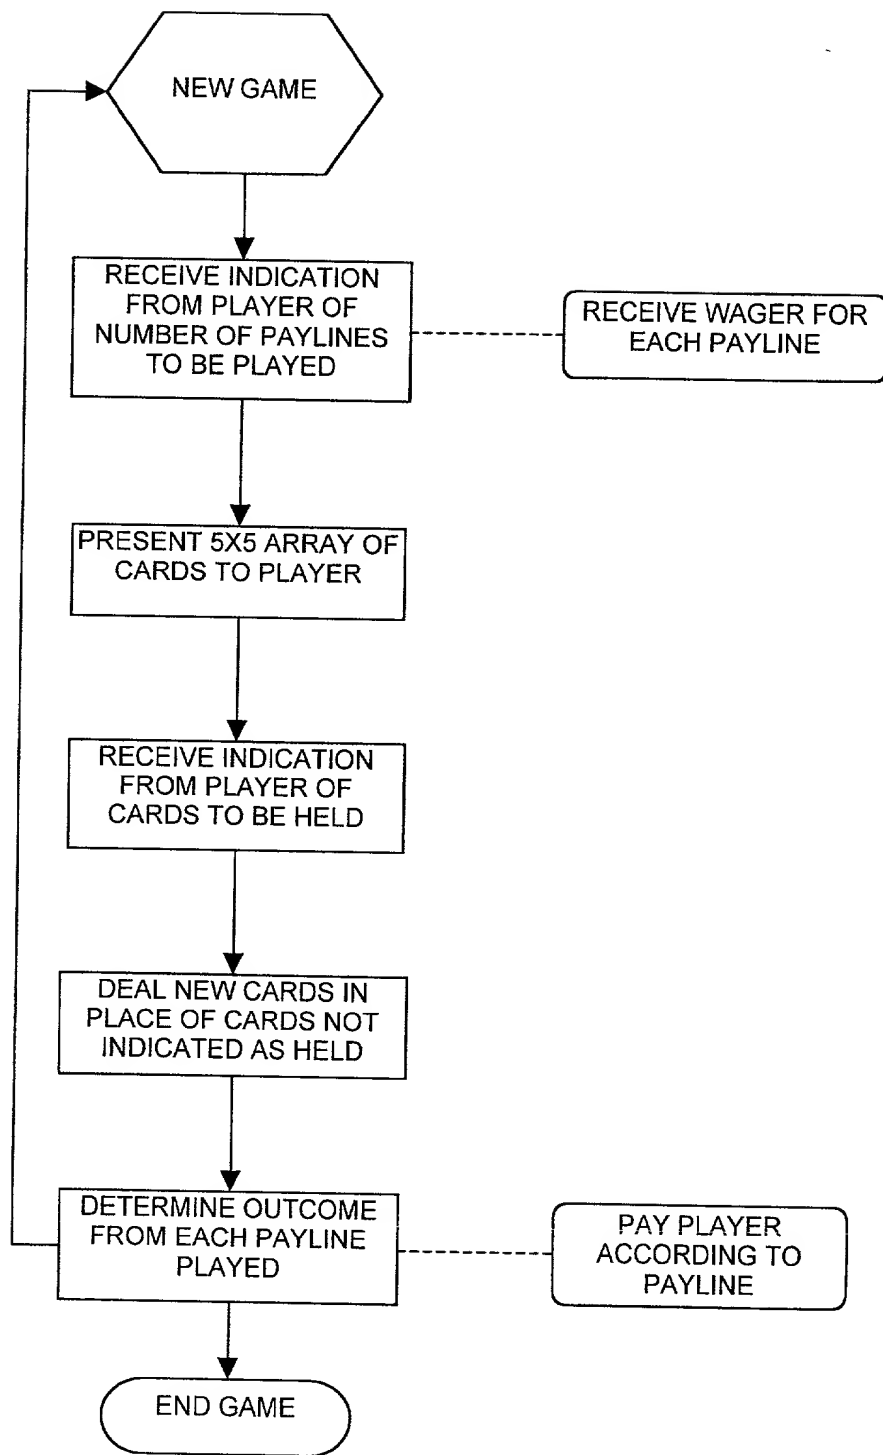 NEW GAME
RECEIVE INDICATION
FROM PLAYER OF
NUMBER OF PAYLINES
TO BE PLAYED
RECEIVE WAGER FOR
EACH PAYLINE
PRESENT 5X5 ARRAY OF
CARDS TO PLAYER
RECEIVE INDICATION
FROM PLAYER OF
CARDS TO BE HELD
DEAL NEW CARDS IN
PLACE OF CARDS NOT
INDICATED AS HELD
DETERMINE OUTCOME
FROM EACH PAYLINE
PLAYED
PAY PLAYER
ACCORDING TO
PAYLINE
END GAME